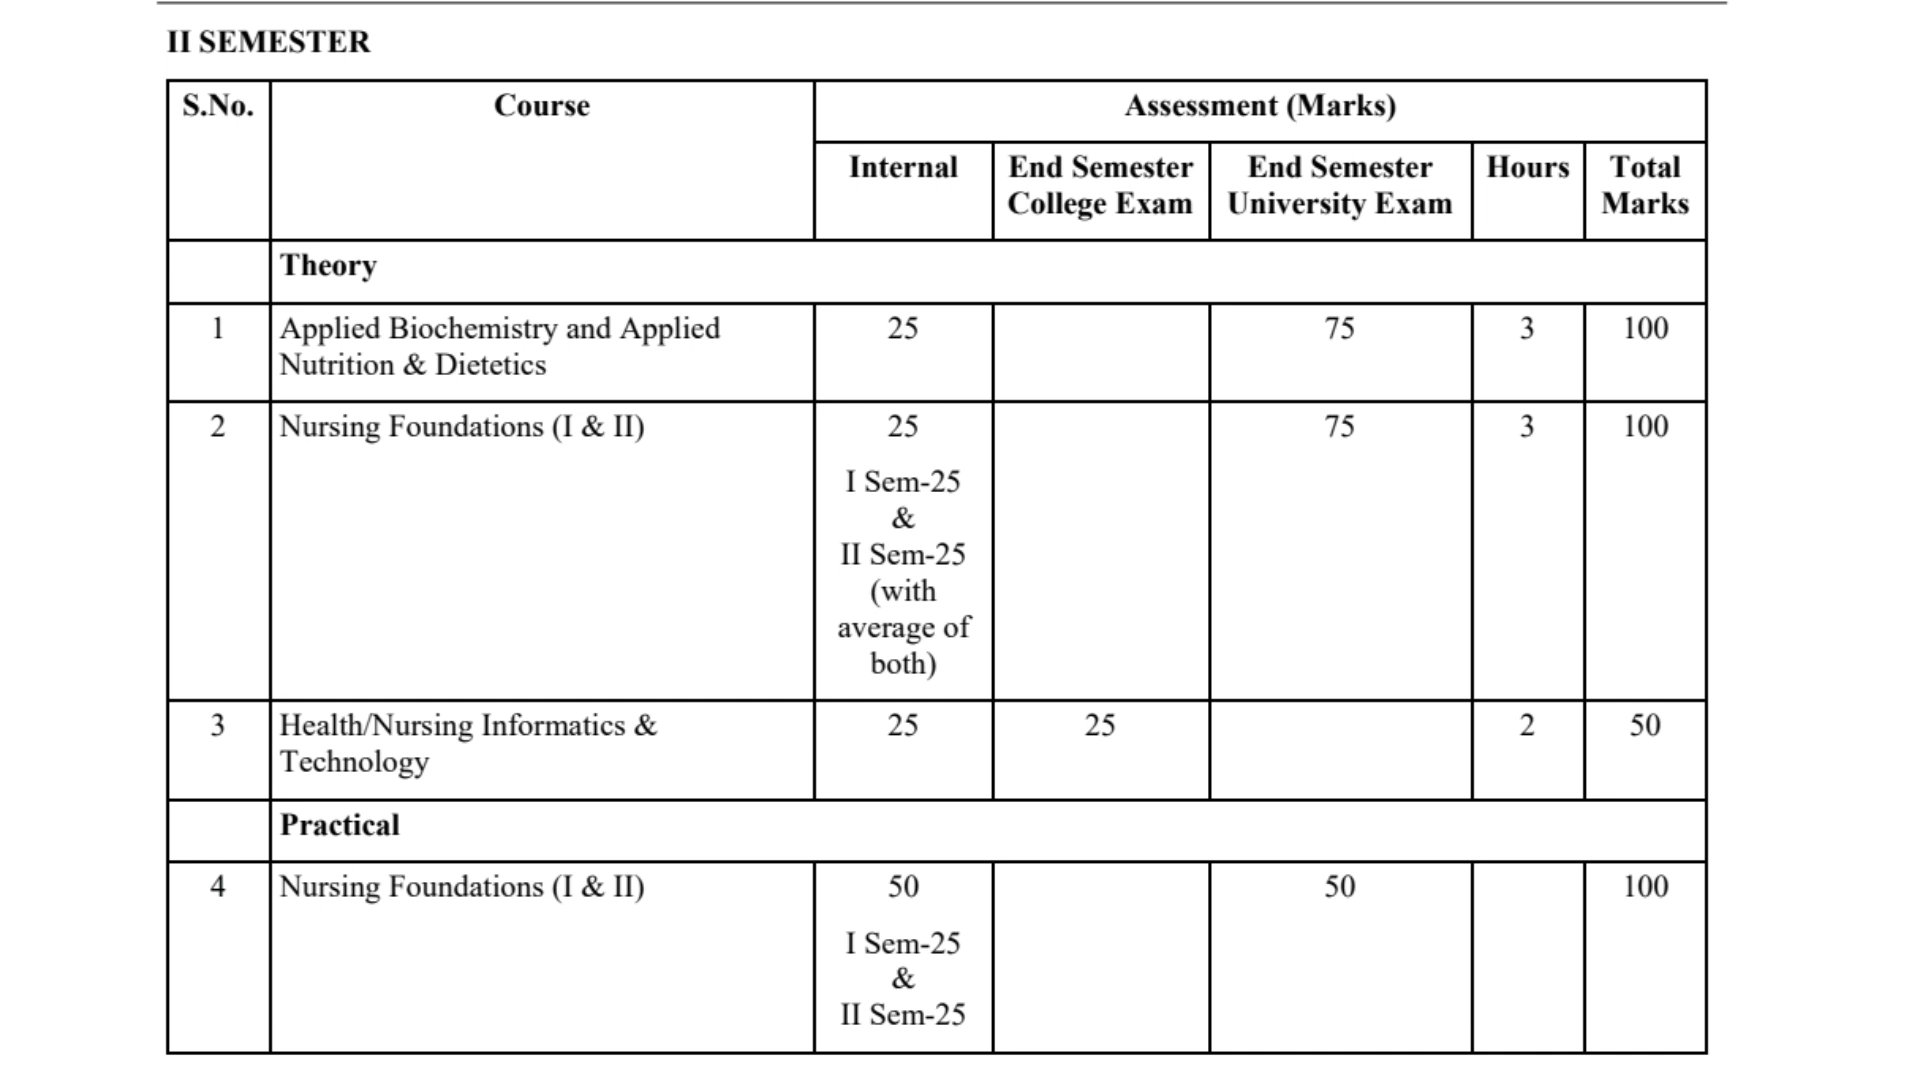 II SEMESTER
S.No. Course Assessment (Marks)
Internal End Semester College Exam End Semester University Exam Hours Total Marks
Theory
1 Applied Biochemistry and Applied 25 75 3 100
Nutrition & Dietetics
2 Nursing Foundations (I & II) 25 75 3 100
I Sem-25
&
II Sem-25
(with
average of
both)
3 Health/Nursing Informatics & 25 25 2 50
Technology
Practical
4 Nursing Foundations (I & II) 50 50 100
I Sem-25
&
II Sem-25